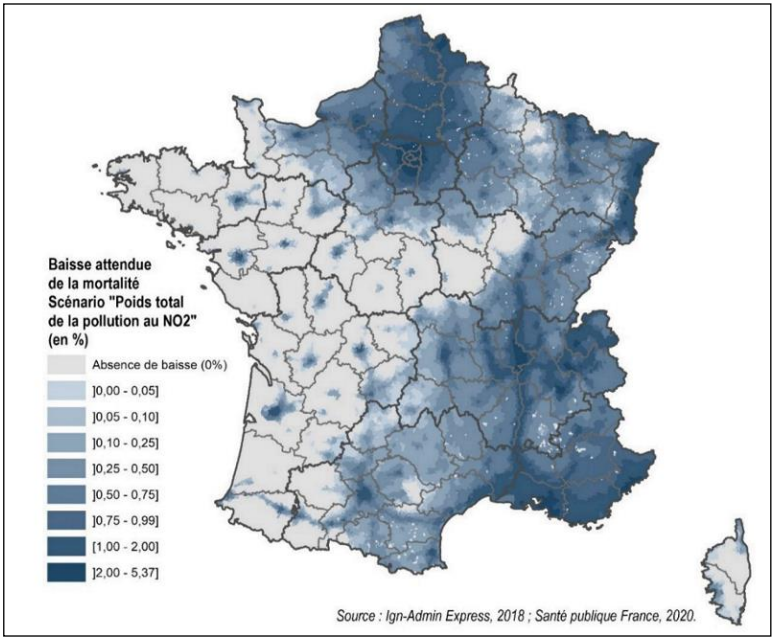 Baisse attendue
de la mortalité
Scénario "Poids total
de la pollution au NO2"
(en %)
Absence de baisse (0%)
]0,00 - 0,05]
]0,05 - 0,10]
]0,10 - 0,25]
]0,25 - 0,50]
]0,50 - 0,75]
]0,75 - 0,99]
[1,00 - 2,00]
]2,00 - 5,37]
Source : Ign-Admin Express, 2018 ; Santé publique France, 2020.